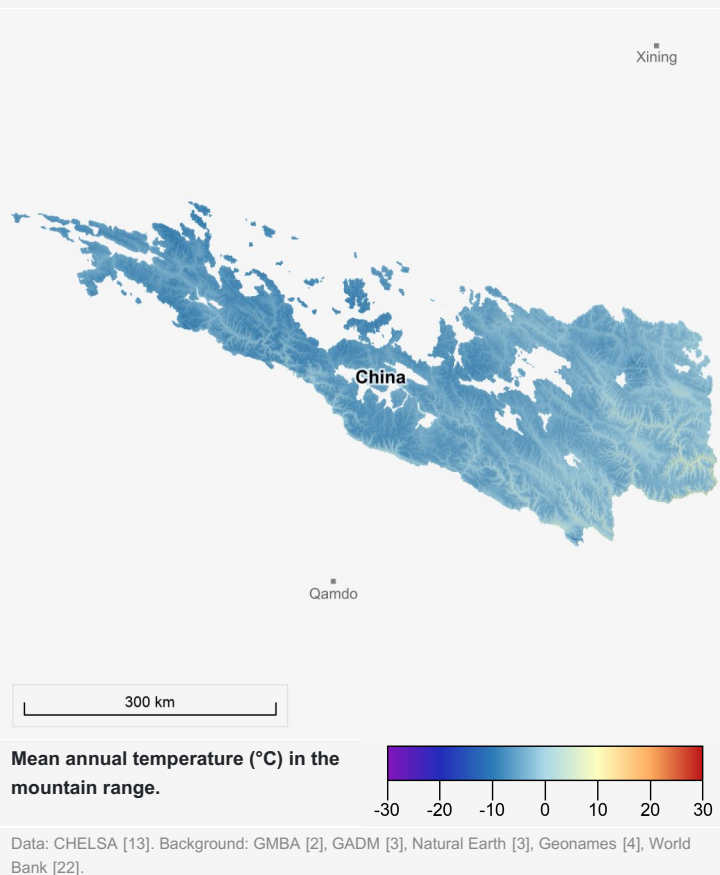 Xining
China
Qamdo
300 km
Mean annual temperature (°C) in the
mountain range.
-30 -20 -10 0 10 20 30
Data: CHELSA [13]. Background: GMBA [2], GADM [3], Natural Earth [3], Geonames [4], World
Bank [22].